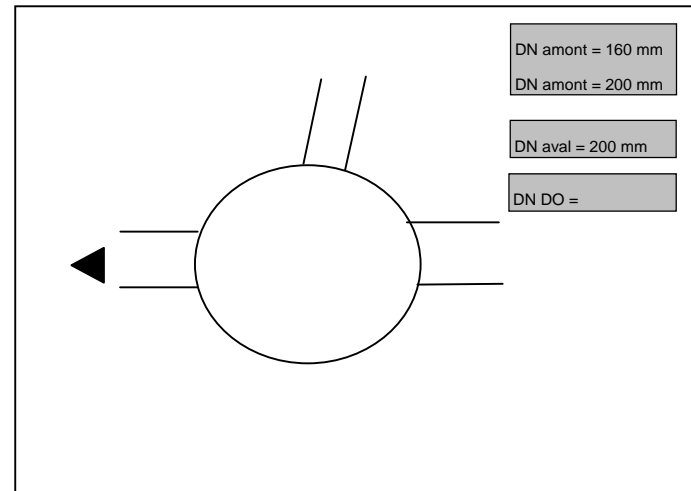 DN amont = 160 mm
DN amont = 200 mm
DN aval = 200 mm
DN DO =